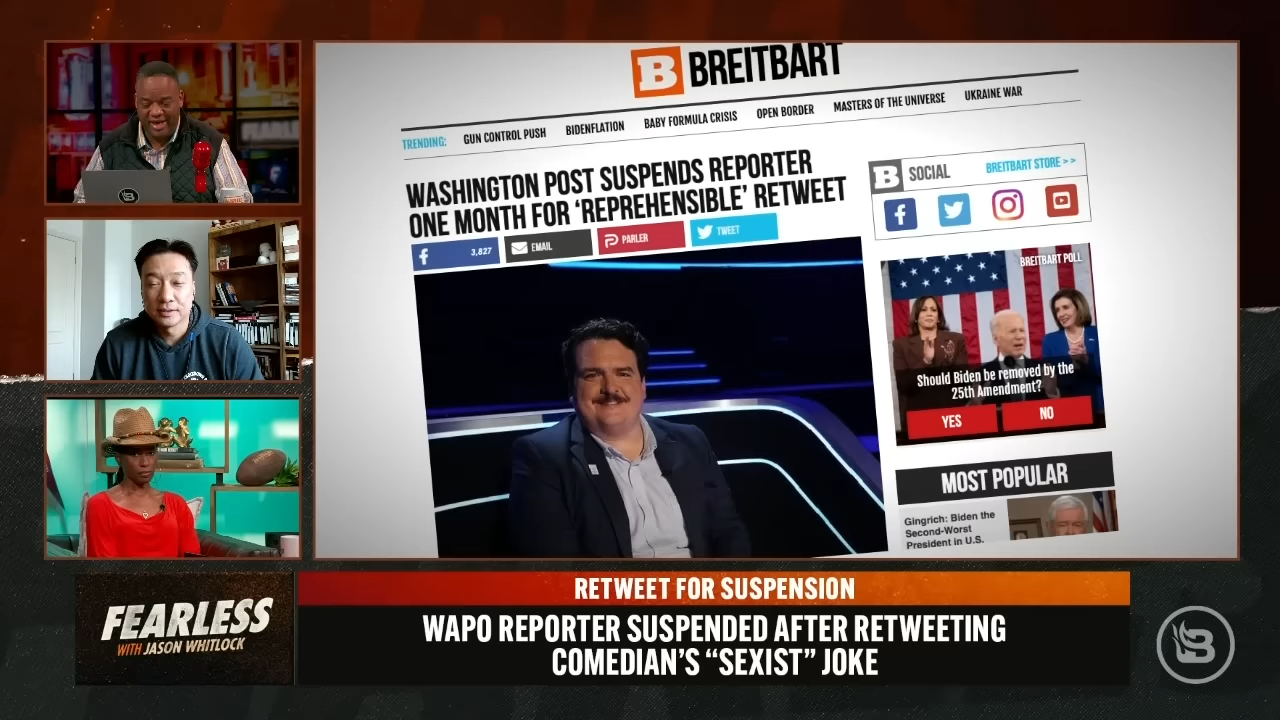 B BREITBART
TRENDING: GUN CONTROL PUSH BIDENFLATION BABY FORMULA CRISIS OPEN BORDER MASTERS OF THE UNIVERSE UKRAINE WAR
WASHINGTON POST SUSPENDS REPORTER
ONE MONTH FOR ‘REPREHENSIBLE’ RETWEET
f 3,827 EMAIL PARLER TWEET
B SOCIAL BREITBART STORE > >
BREITBART POLL
Should Biden be removed by the
25th Amendment?
YES NO
MOST POPULAR
Gingrich: Biden the
Second-Worst
President in U.S.
FEARLESS
WITH JASON WHITLOCK
RETWEET FOR SUSPENSION
WAPO REPORTER SUSPENDED AFTER RETWEETING
COMEDIAN’S “SEXIST” JOKE
B